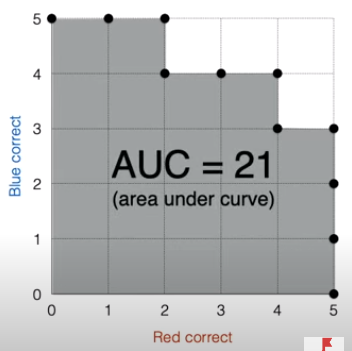 5
4
3
2
1
0
Blue correct
AUC = 21
(area under curve)
0 1 2 3 4 5
Red correct